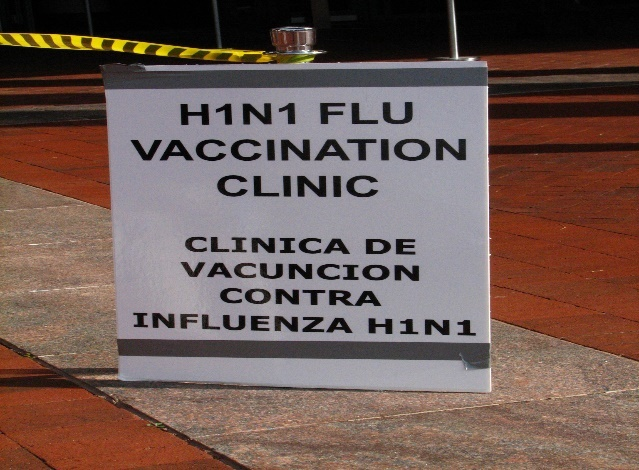 H1N1 FLU
VACCINATION
CLINIC
CLINICA DE
VACUNCION
CONTRA
INFLUENZA H1N1